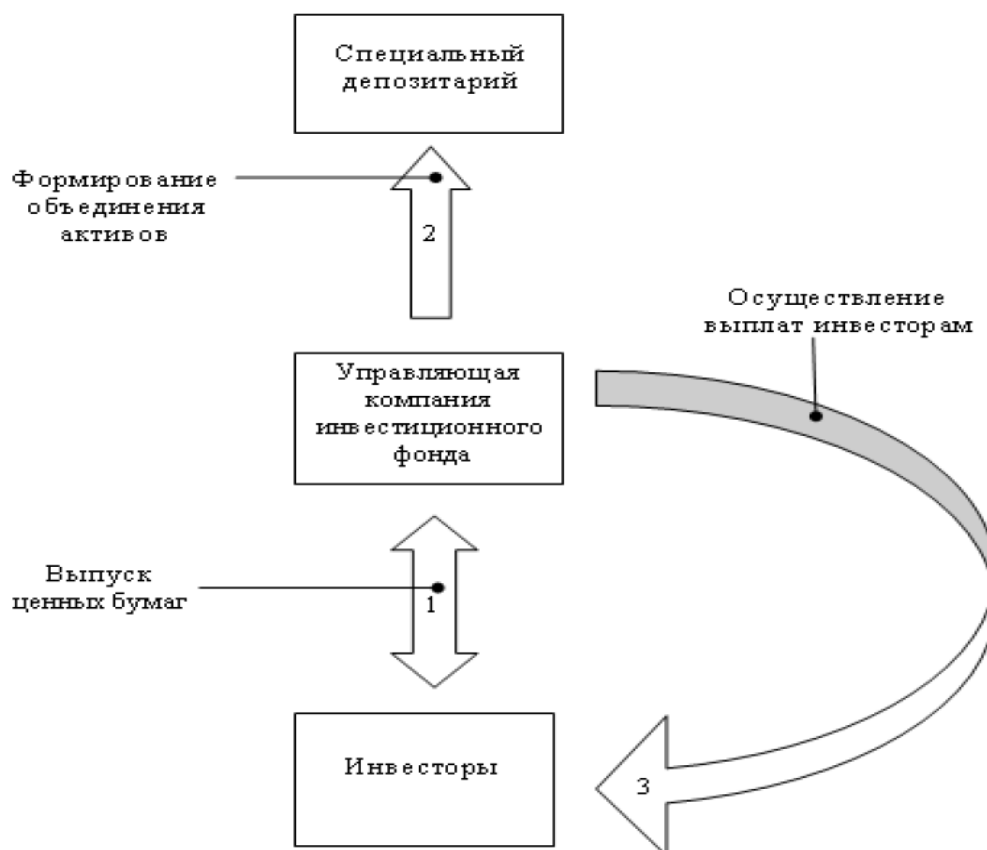 Специальный
депозитарий
Формирование
объединения
активов
2
Осуществление
выплат инвесторам
Управляющая
компания
инвестиционного
фонда
Выпуск
ценных бумаг
1
Инвесторы
3